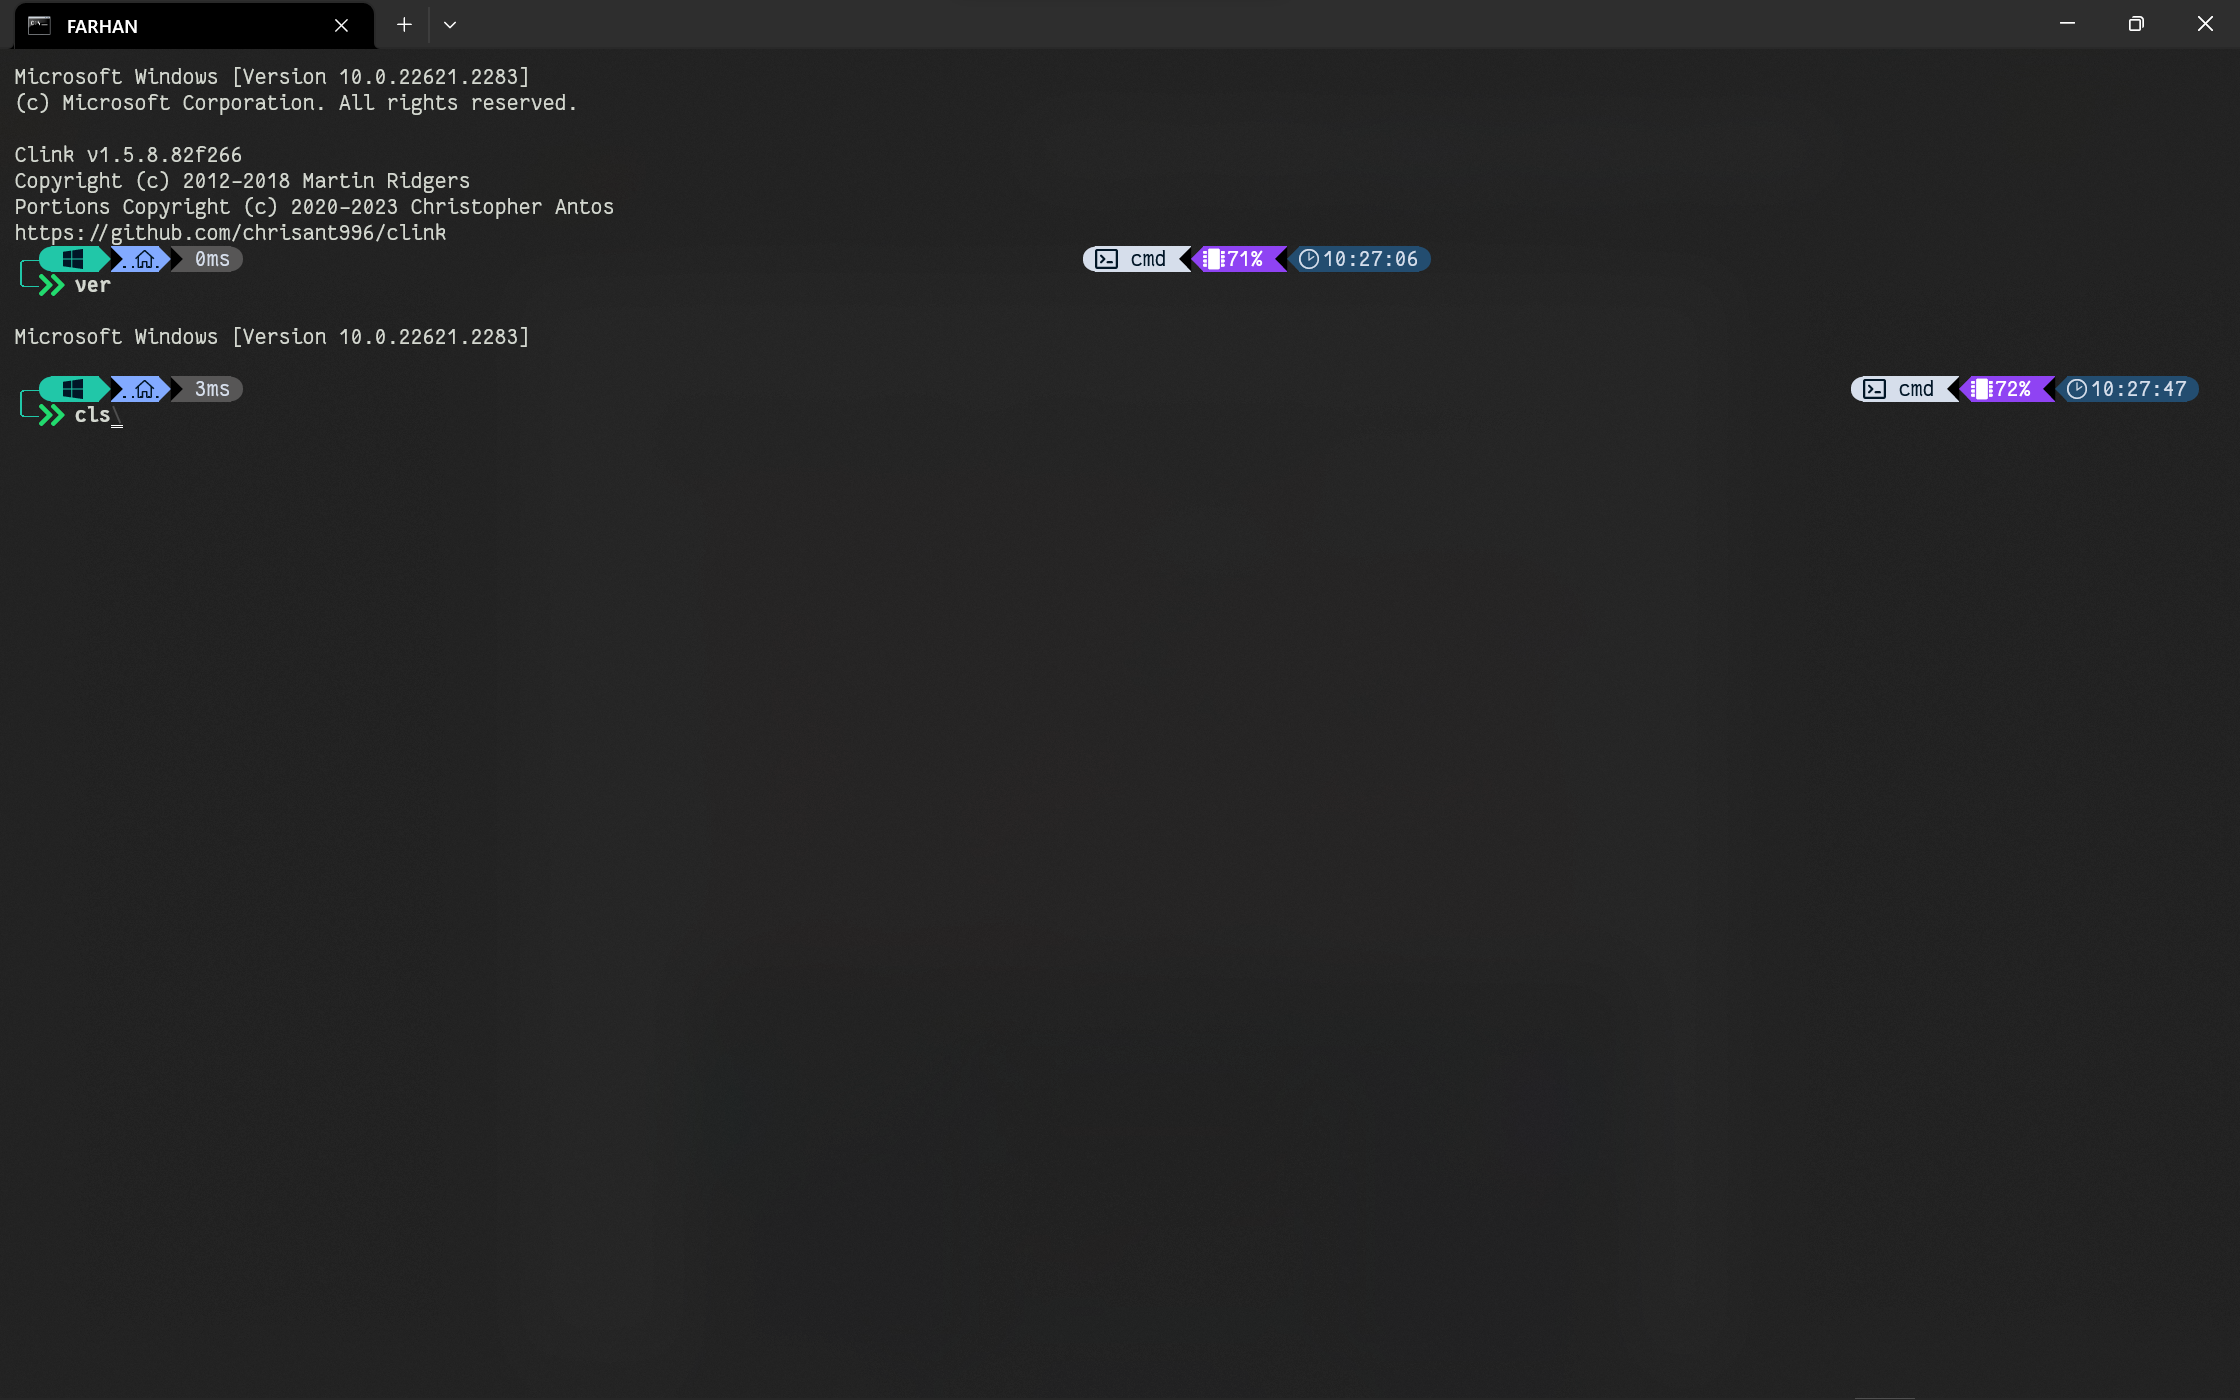 FARHAN
Microsoft Windows [Version 10.0.22621.2283]
(c) Microsoft Corporation. All rights reserved.
Clink v1.5.8.82f266
Copyright (c) 2012-2018 Martin Ridgers
Portions Copyright (c) 2020-2023 Christopher Antos
https://github.com/chrisant996/clink
.. . 0ms cmd 71% 10:27:06
ver
Microsoft Windows [Version 10.0.22621.2283]
.. . 3ms cmd 72% 10:27:47
cls\